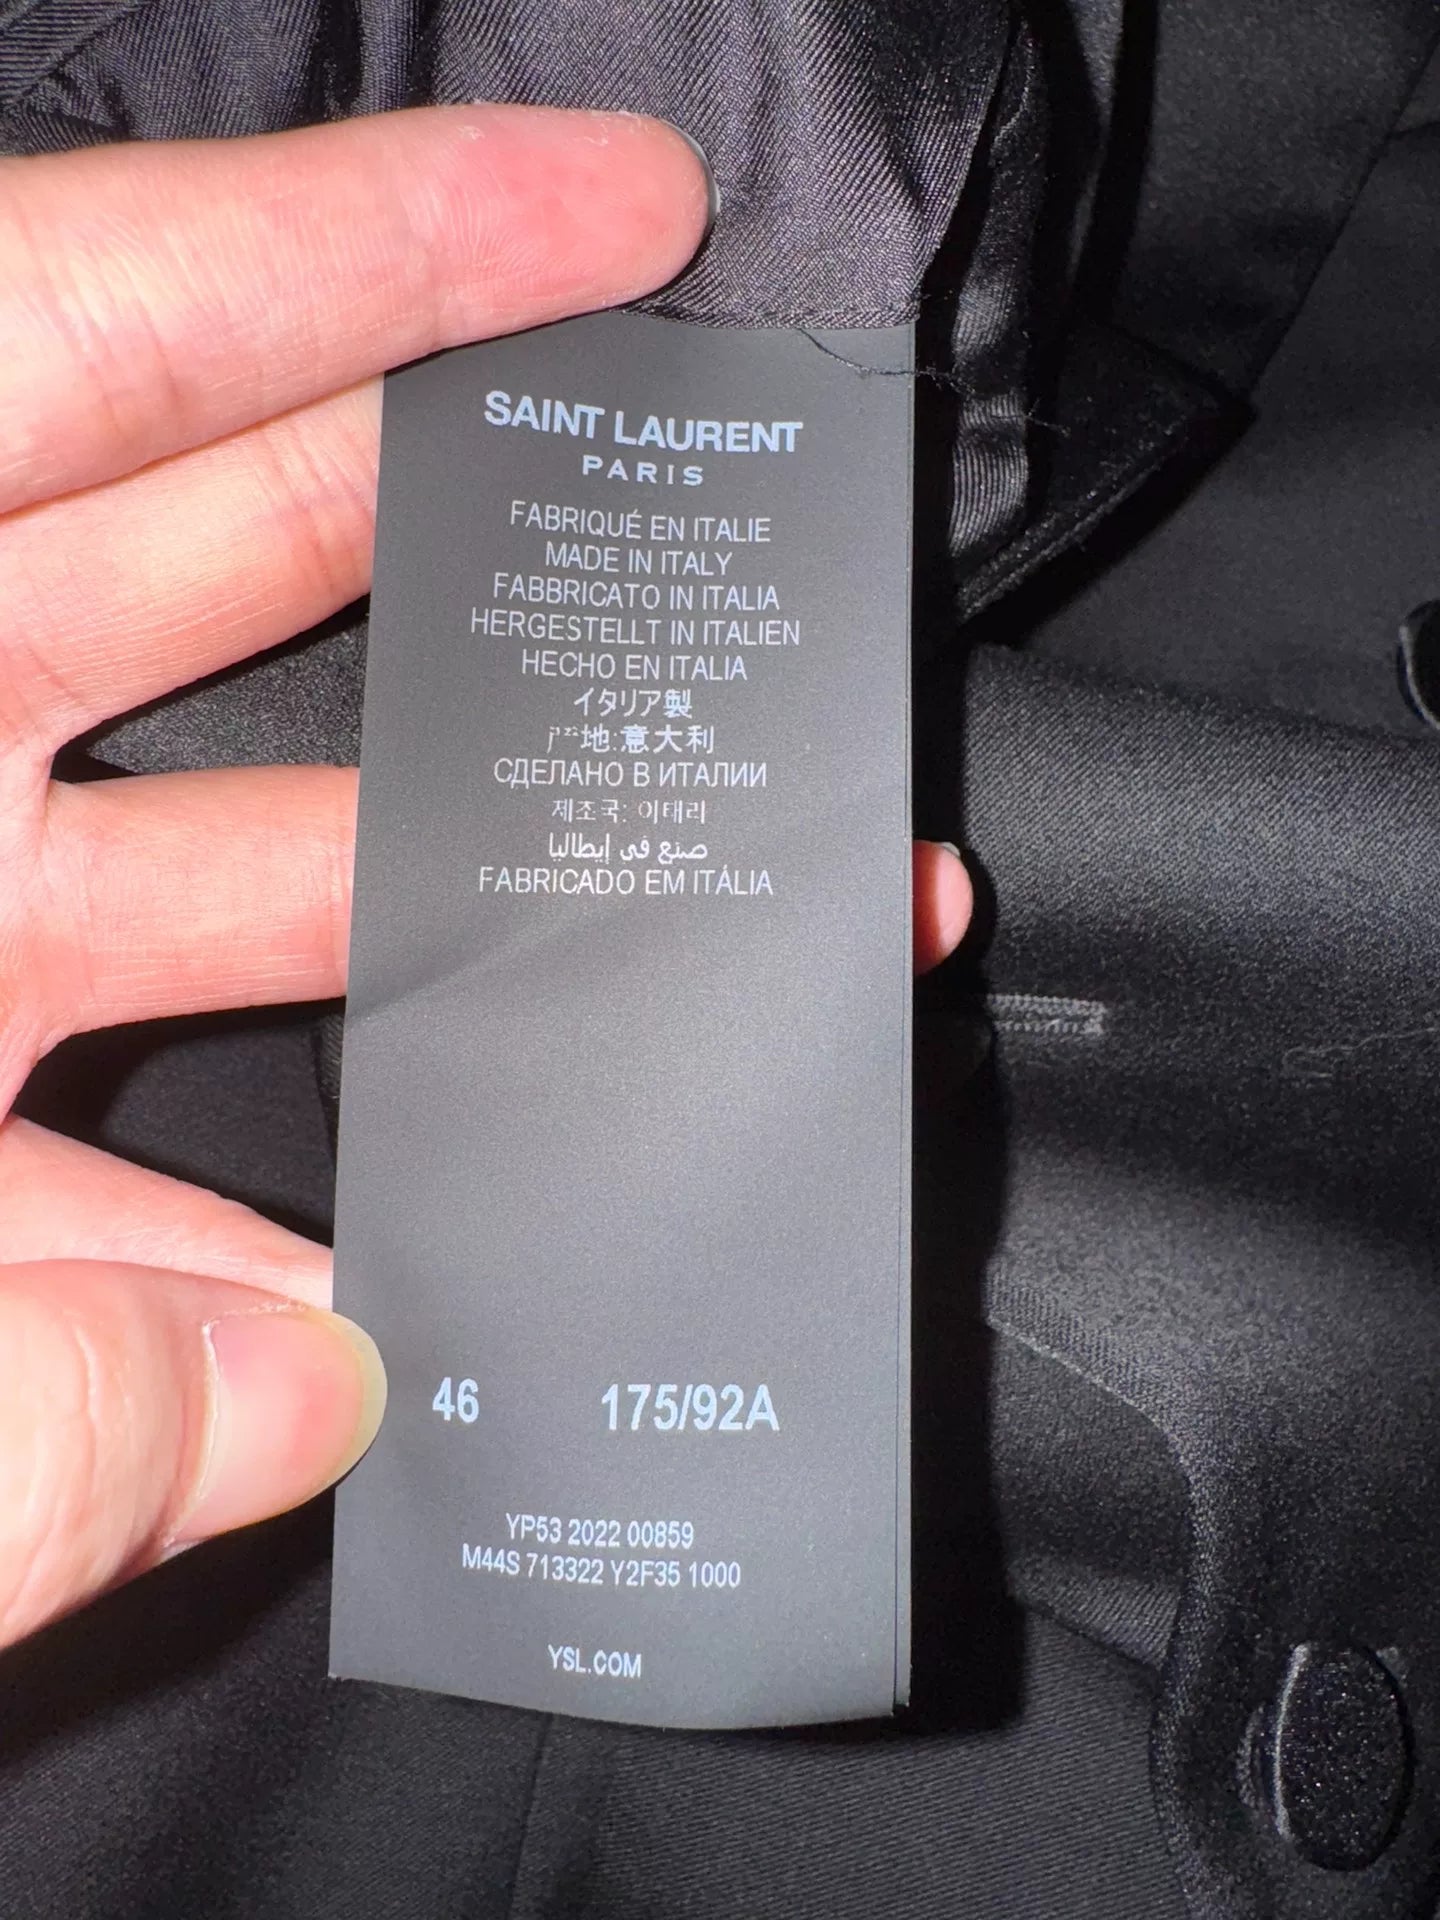 SAINT LAURENT
PARIS
FABRIQUÉ EN ITALIE
MADE IN ITALY
FABBRICATO IN ITALIA
HERGESTELLT IN ITALIEN
HECHO EN ITALIA
イタリア製
产地:意大利
СДЕЛАНО В ИТАЛИИ
제조국: 이태리
صنع في إيطاليا
FABRICADO EM ITÁLIA
46 175/92A
YP53 2022 00859
M44S 713322 Y2F35 1000
YSL.COM